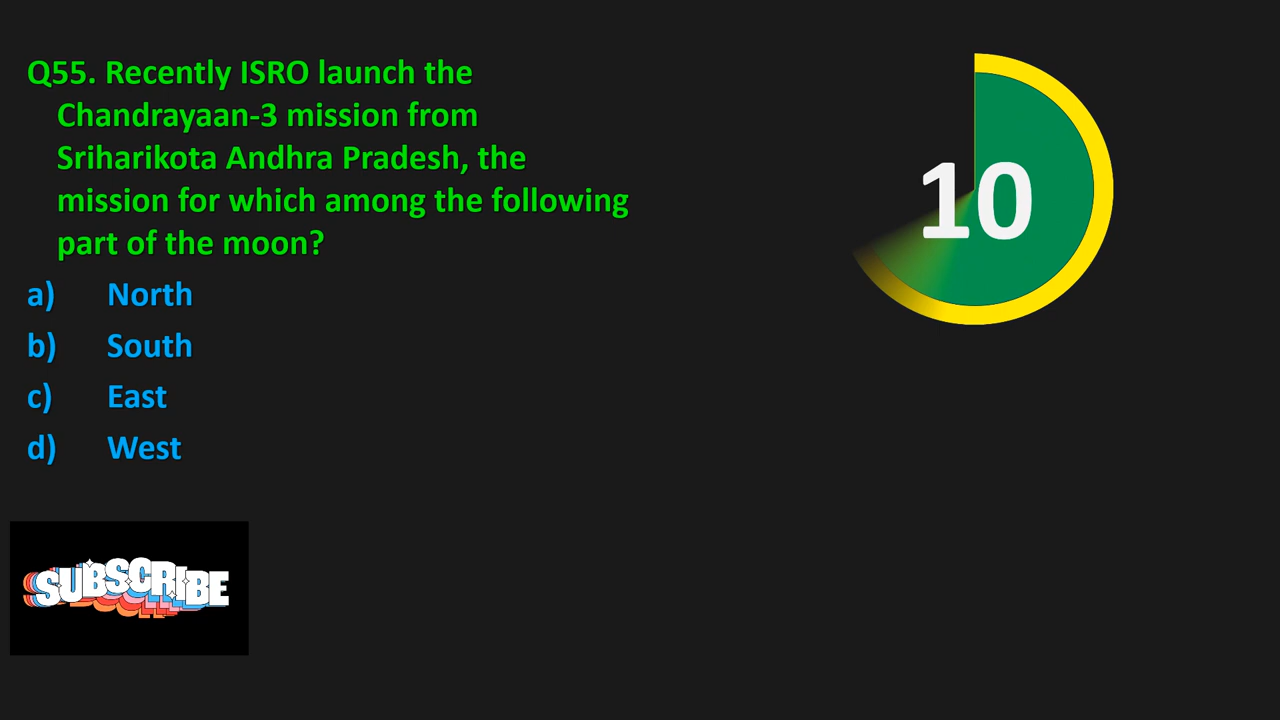 Q55. Recently ISRO launch the
Chandrayaan-3 mission from
Sriharikota Andhra Pradesh, the
mission for which among the following
part of the moon?
a) North
b) South
c) East
d) West
10
SUBSCRIBE